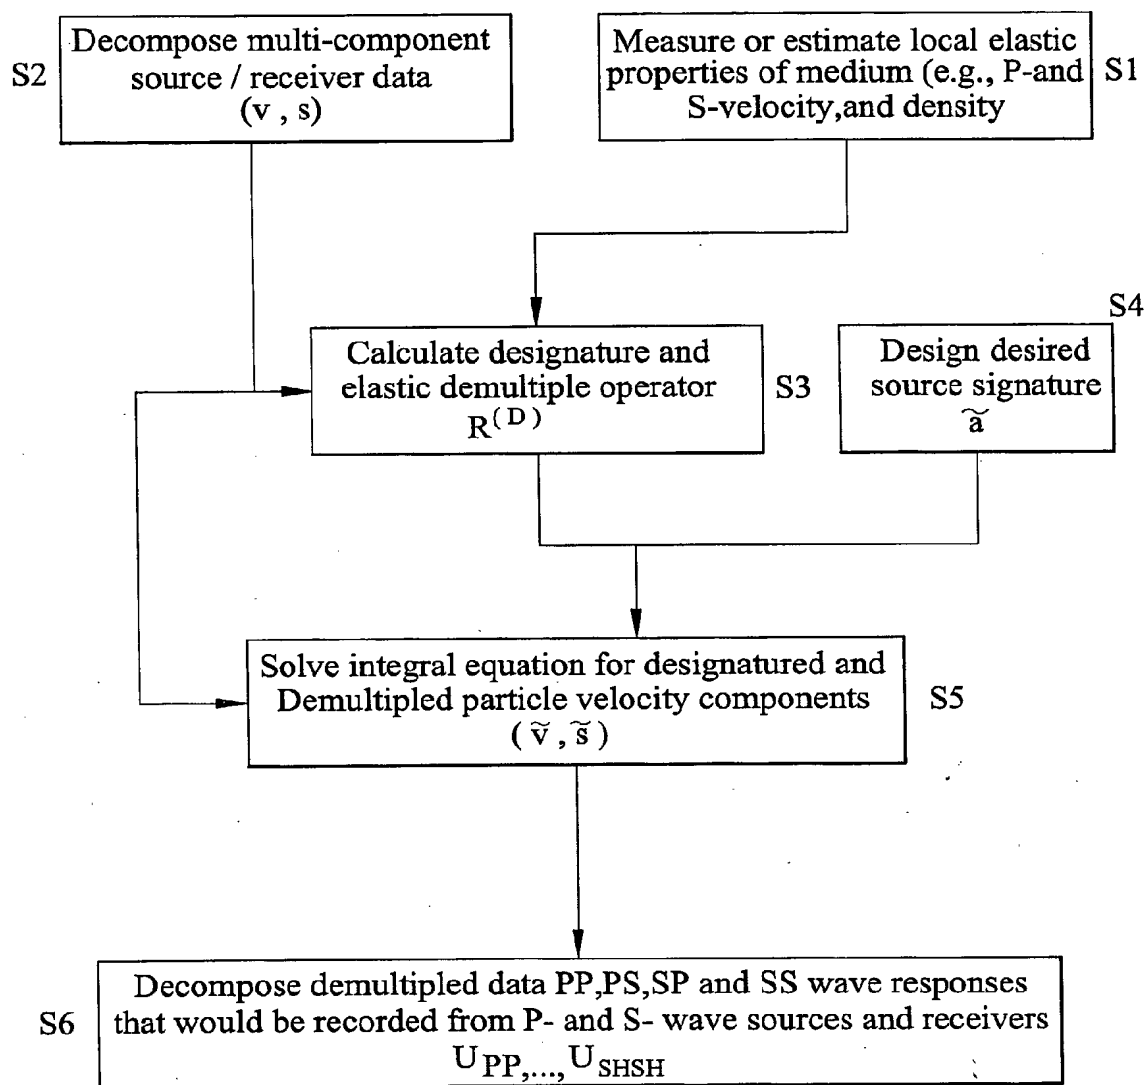 S2
Decompose multi-component
source / receiver data
(v , s)
Measure or estimate local elastic
properties of medium (e.g., P-and
S-velocity,and density
S1
Calculate designature and
elastic demultiple operator
R(D)
S3
S4
Design desired
source signature
ã
Solve integral equation for designatured and
Demultipled particle velocity components
( ṽ , s̃ )
S5
S6
Decompose demultipled data PP,PS,SP and SS wave responses
that would be recorded from P- and S- wave sources and receivers
UPP,..., USHSH